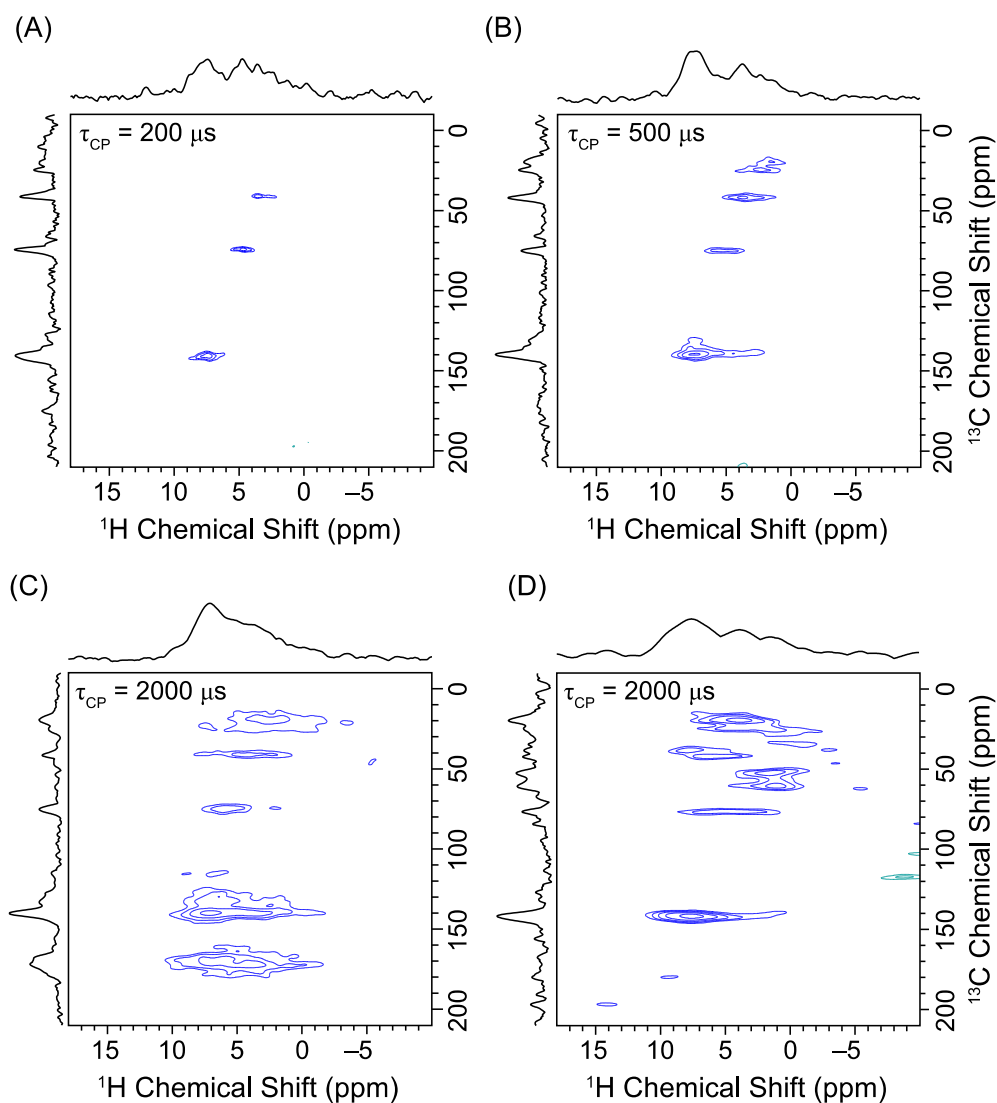 (A)
τCP = 200 μs
0
50
100
150
200
15 10 5 0 –5
¹H Chemical Shift (ppm)
(B)
τCP = 500 μs
0
50
100
150
200
¹³C Chemical Shift (ppm)
15 10 5 0 –5
¹H Chemical Shift (ppm)
(C)
τCP = 2000 μs
0
50
100
150
200
15 10 5 0 –5
¹H Chemical Shift (ppm)
(D)
τCP = 2000 μs
0
50
100
150
200
¹³C Chemical Shift (ppm)
15 10 5 0 –5
¹H Chemical Shift (ppm)